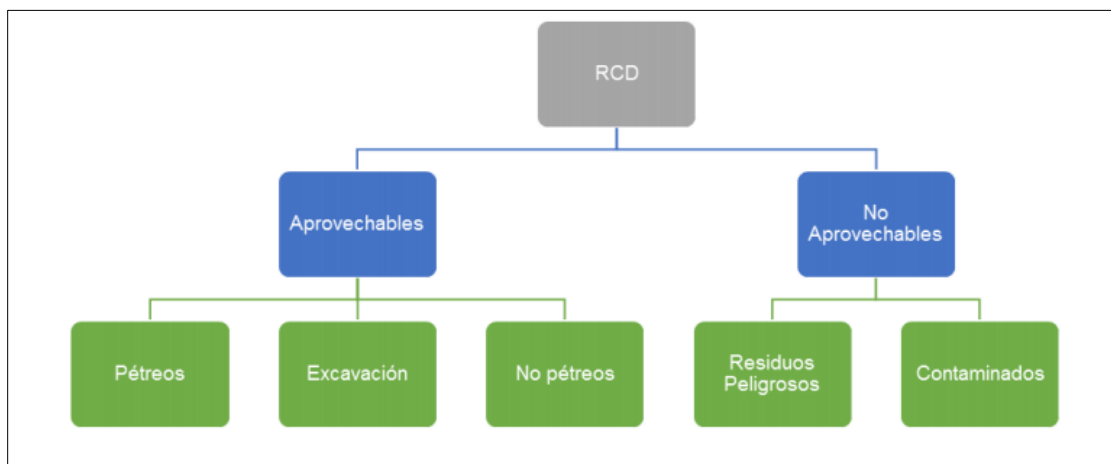 RCD
Aprovechables
No
Aprovechables
Pétreos
Excavación
No pétreos
Residuos
Peligrosos
Contaminados